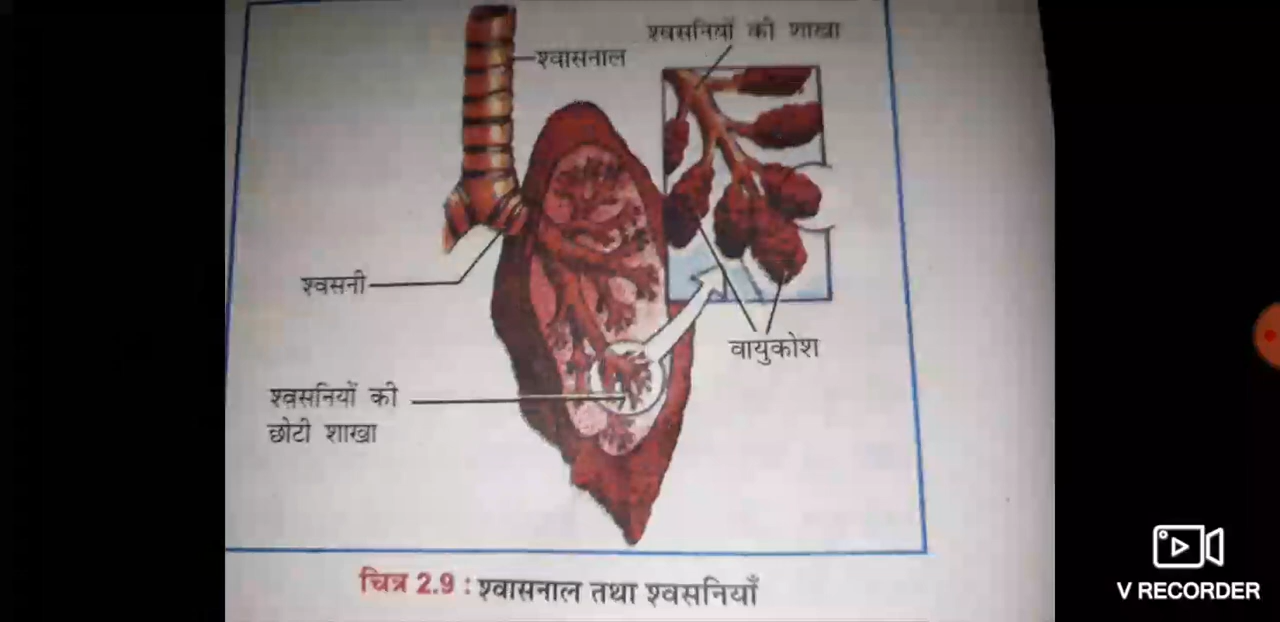 श्वसनियों की शाखा
श्वासनाल
श्वसनी
वायुकोश
श्वसनियों की
छोटी शाखा
चित्र 2.9 : श्वासनाल तथा श्वसनियाँ
V RECORDER